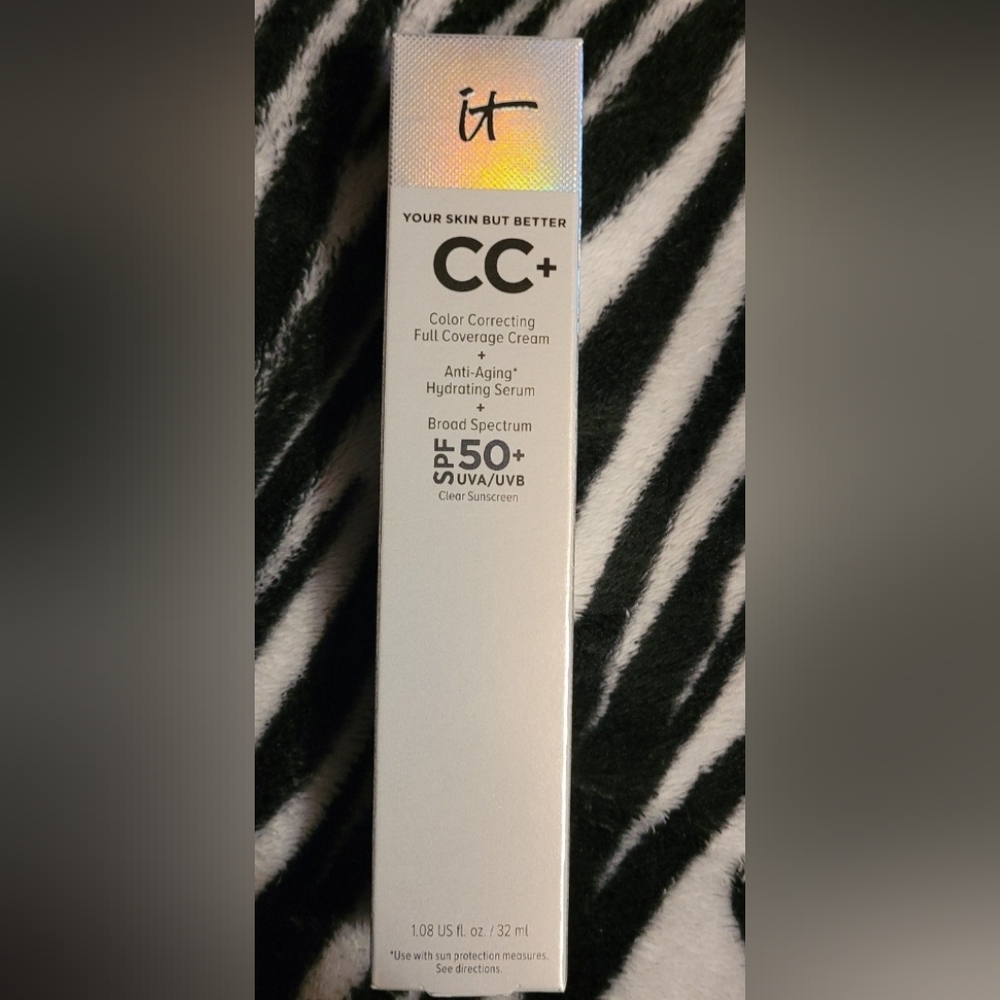 it
YOUR SKIN BUT BETTER
CC+
Color Correcting
Full Coverage Cream
+
Anti-Aging*
Hydrating Serum
+
Broad Spectrum
SPF 50+
UVA/UVB
Clear Sunscreen
1.08 US fl. oz. / 32 ml
*Use with sun protection measures.
See directions.